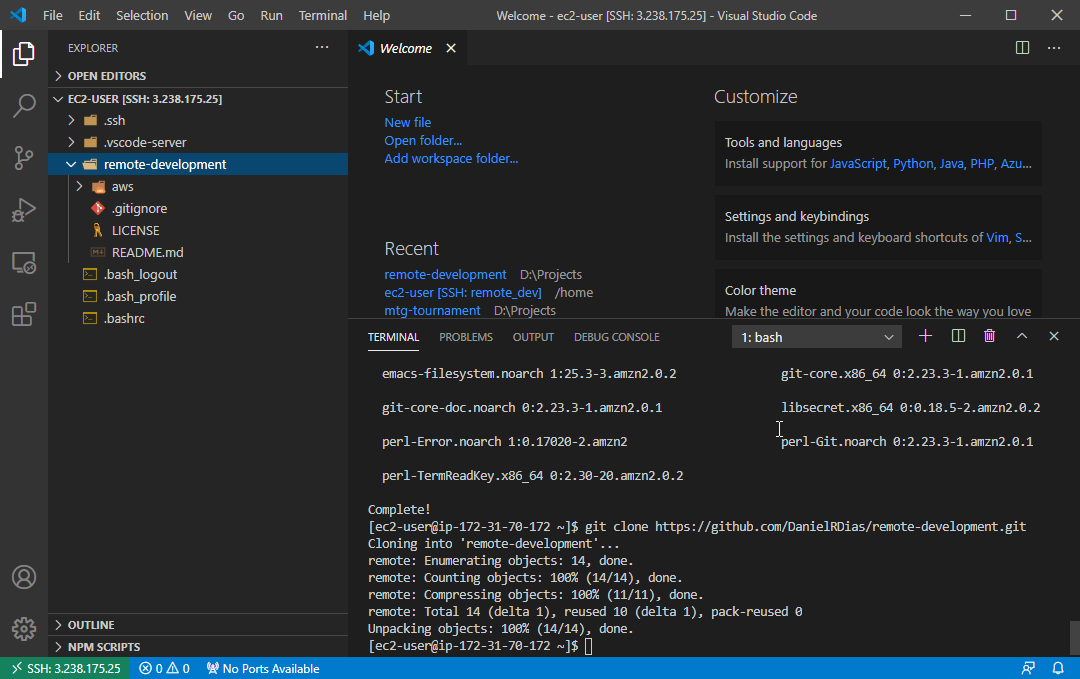 File Edit Selection View Go Run Terminal Help Welcome - ec2-user [SSH: 3.238.175.25] - Visual Studio Code
EXPLORER
OPEN EDITORS
EC2-USER [SSH: 3.238.175.25]
.ssh
.vscode-server
remote-development
aws
.gitignore
LICENSE
README.md
.bash_logout
.bash_profile
.bashrc
OUTLINE
NPM SCRIPTS
Welcome
Start
New file
Open folder...
Add workspace folder...
Recent
remote-development D:\Projects
ec2-user [SSH: remote_dev] /home
mtg-tournament D:\Projects
Customize
Tools and languages
Install support for JavaScript, Python, Java, PHP, Azu...
Settings and keybindings
Install the settings and keyboard shortcuts of Vim, S...
Color theme
Make the editor and your code look the way you love
TERMINAL PROBLEMS OUTPUT DEBUG CONSOLE 1: bash
emacs-filesystem.noarch 1:25.3-3.amzn2.0.2 git-core.x86_64 0:2.23.3-1.amzn2.0.1
git-core-doc.noarch 0:2.23.3-1.amzn2.0.1 libsecret.x86_64 0:0.18.5-2.amzn2.0.2
perl-Error.noarch 1:0.17020-2.amzn2 perl-Git.noarch 0:2.23.3-1.amzn2.0.1
perl-TermReadKey.x86_64 0:2.30-20.amzn2.0.2
Complete!
[ec2-user@ip-172-31-70-172 ~]$ git clone https://github.com/DanielRDias/remote-development.git
Cloning into 'remote-development'...
remote: Enumerating objects: 14, done.
remote: Counting objects: 100% (14/14), done.
remote: Compressing objects: 100% (11/11), done.
remote: Total 14 (delta 1), reused 10 (delta 1), pack-reused 0
Unpacking objects: 100% (14/14), done.
[ec2-user@ip-172-31-70-172 ~]$
SSH: 3.238.175.25 0 0 No Ports Available